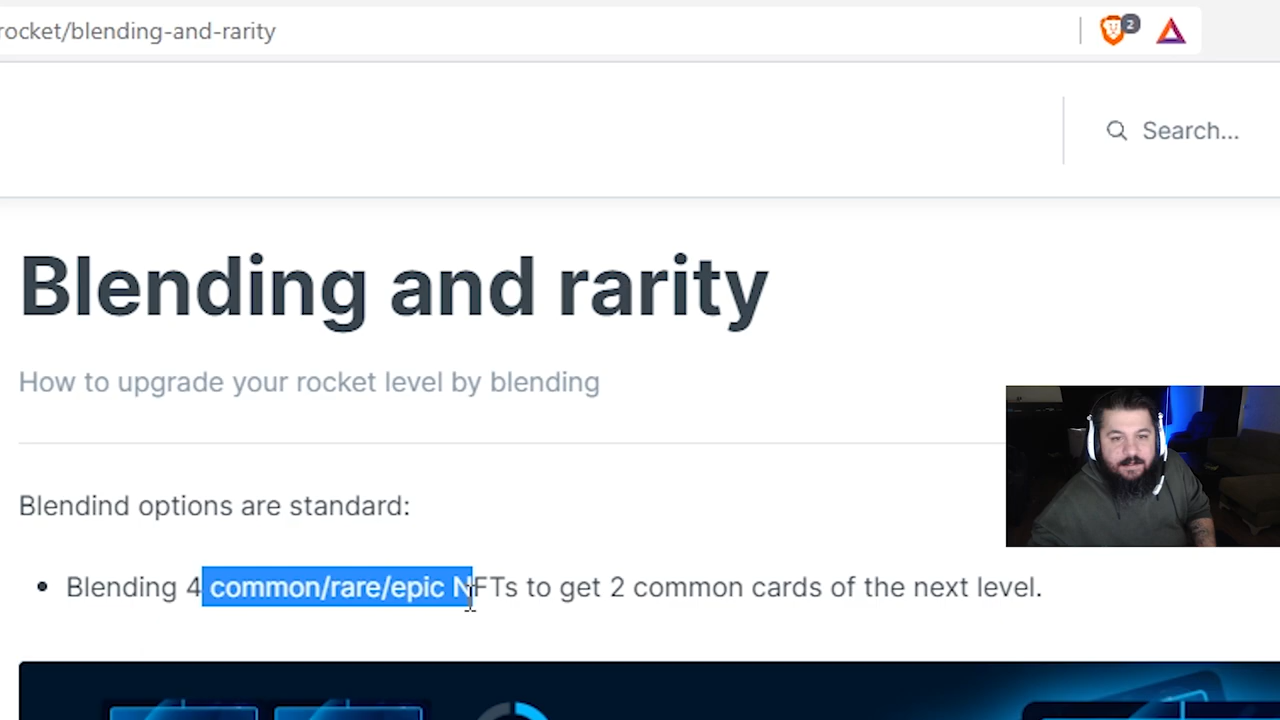 rocket/blending-and-rarity
2
Search...
Blending and rarity
How to upgrade your rocket level by blending
Blendind options are standard:
Blending 4 common/rare/epic NFTs to get 2 common cards of the next level.